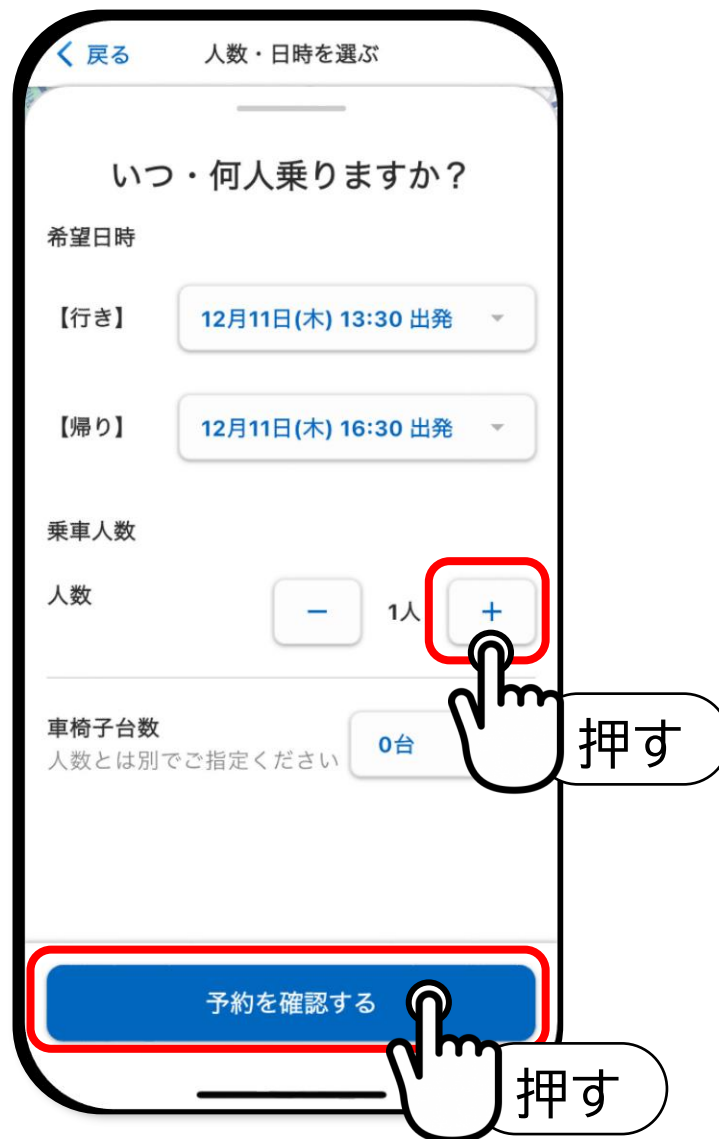 戻る 人数・日時を選ぶ
いつ・何人乗りますか？
希望日時
【行き】 12月11日(木) 13:30 出発
【帰り】 12月11日(木) 16:30 出発
乗車人数
人数 − 1人 +
車椅子台数
人数とは別でご指定ください 0台
押す
予約を確認する
押す